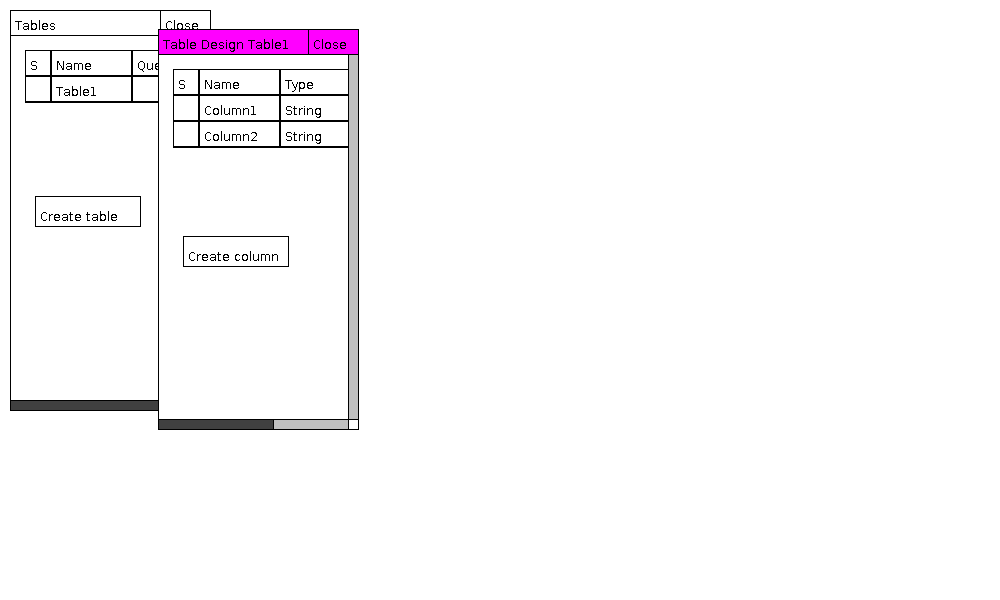 Tables Close
S Name Que
Table1
Create table
Table Design Table1 Close
S Name Type
Column1 String
Column2 String
Create column